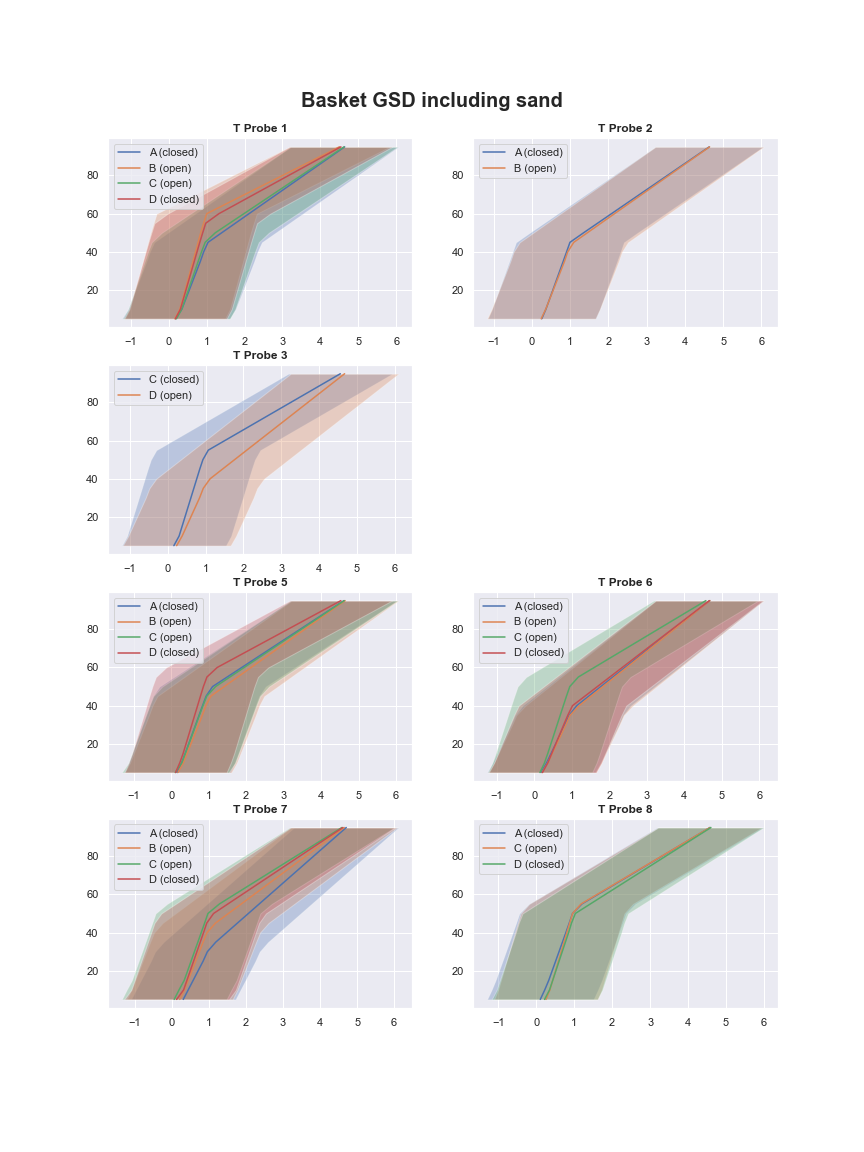 Basket GSD including sand
T Probe 1
A (closed)
B (open)
C (open)
D (closed)
80
60
40
20
−1 0 1 2 3 4 5 6
T Probe 2
A (closed)
B (open)
80
60
40
20
−1 0 1 2 3 4 5 6
T Probe 3
C (closed)
D (open)
80
60
40
20
−1 0 1 2 3 4 5 6
T Probe 5
A (closed)
B (open)
C (open)
D (closed)
80
60
40
20
−1 0 1 2 3 4 5 6
T Probe 6
A (closed)
B (open)
C (open)
D (closed)
80
60
40
20
−1 0 1 2 3 4 5 6
T Probe 7
A (closed)
B (open)
C (open)
D (closed)
80
60
40
20
−1 0 1 2 3 4 5 6
T Probe 8
A (closed)
C (open)
D (closed)
80
60
40
20
−1 0 1 2 3 4 5 6